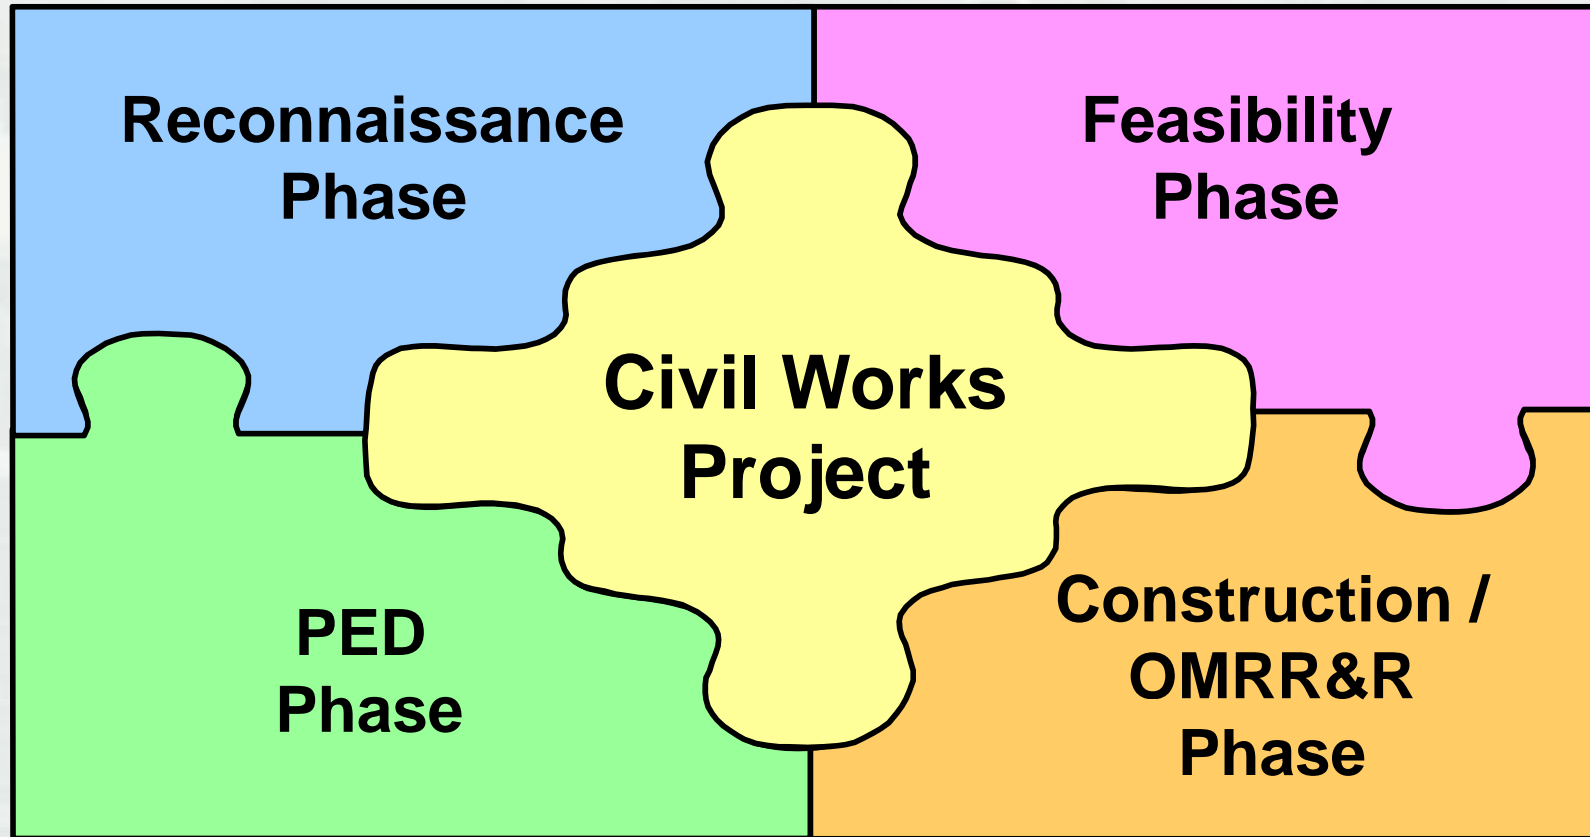 Reconnaissance
Phase
Feasibility
Phase
Civil Works
Project
PED
Phase
Construction /
OMRR&R
Phase